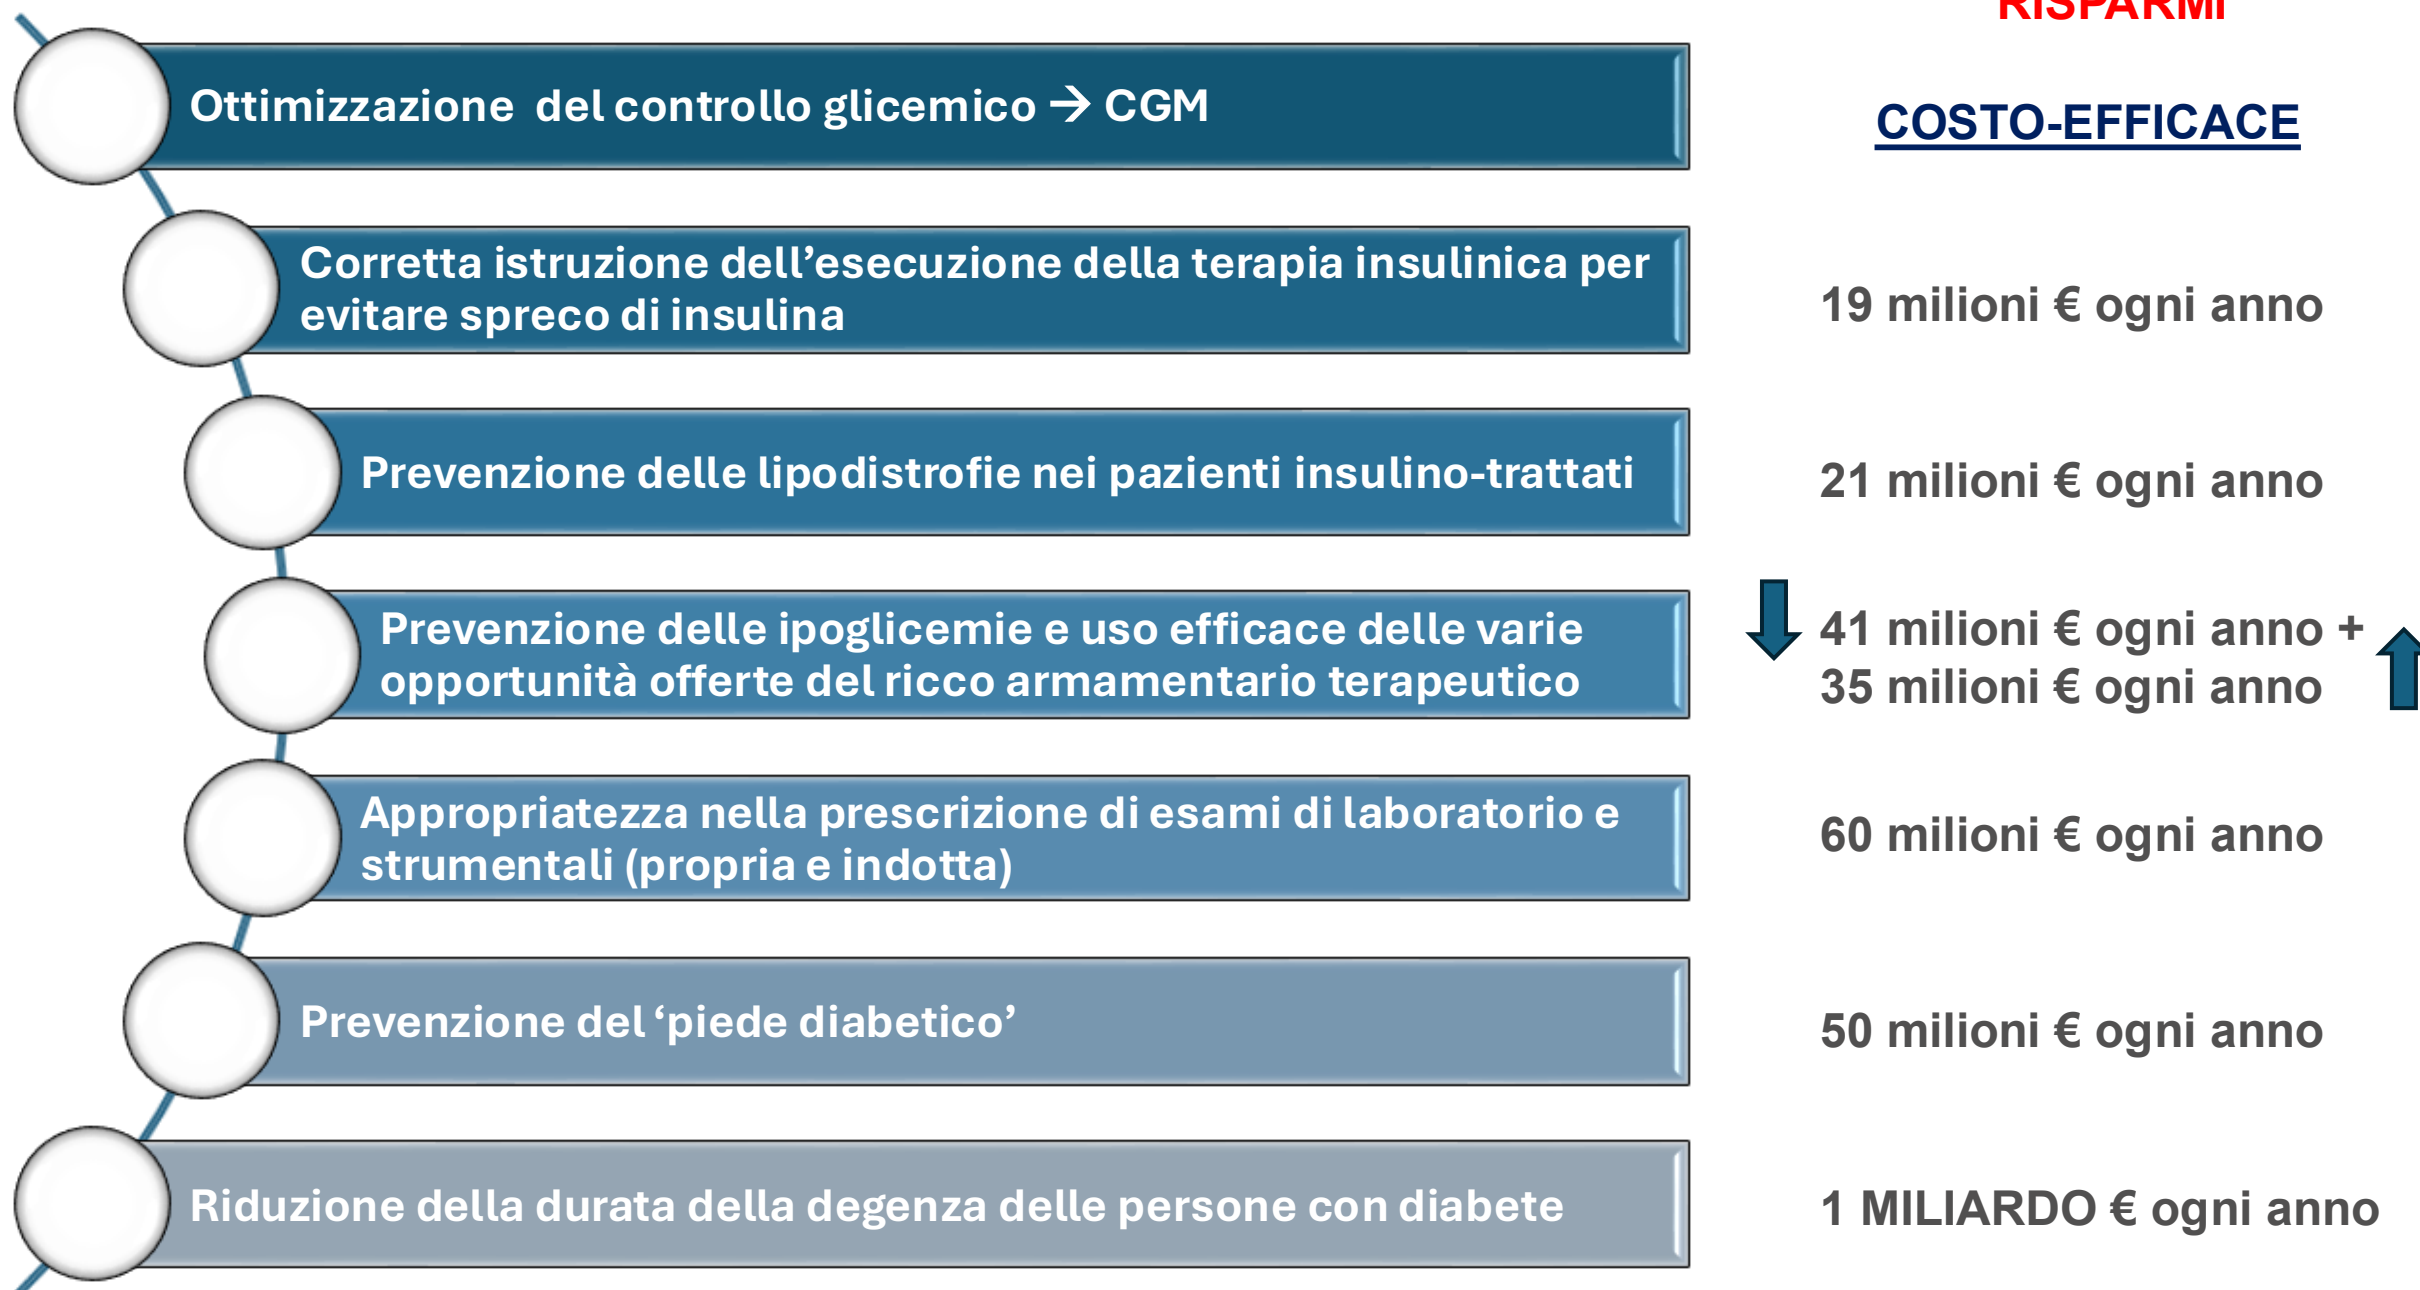 RISPARMI
Ottimizzazione del controllo glicemico → CGM
COSTO-EFFICACE
Corretta istruzione dell’esecuzione della terapia insulinica per
evitare spreco di insulina
19 milioni € ogni anno
Prevenzione delle lipodistrofie nei pazienti insulino-trattati
21 milioni € ogni anno
Prevenzione delle ipoglicemie e uso efficace delle varie
opportunità offerte del ricco armamentario terapeutico
41 milioni € ogni anno +
35 milioni € ogni anno
Appropriatezza nella prescrizione di esami di laboratorio e
strumentali (propria e indotta)
60 milioni € ogni anno
Prevenzione del ‘piede diabetico’
50 milioni € ogni anno
Riduzione della durata della degenza delle persone con diabete
1 MILIARDO € ogni anno